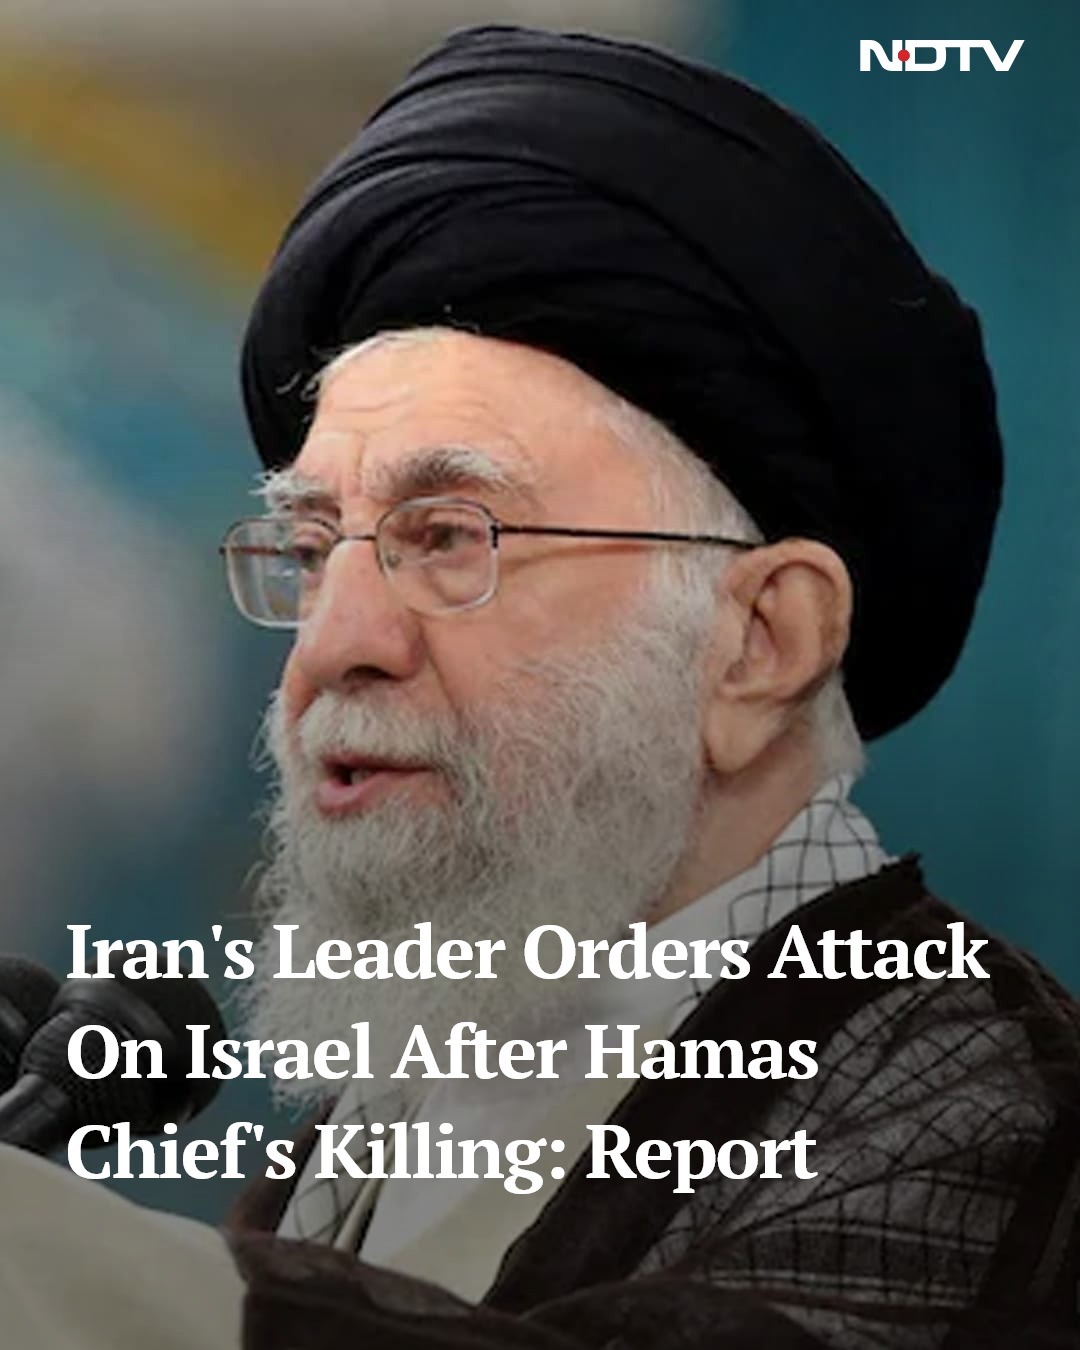 NDTV
Iran's Leader Orders Attack
On Israel After Hamas
Chief's Killing: Report